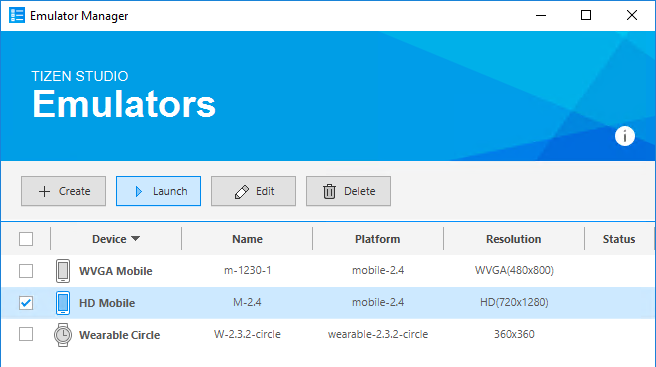 Emulator Manager
TIZEN STUDIO
Emulators
Create Launch Edit Delete
Device Name Platform Resolution Status
WVGA Mobile m-1230-1 mobile-2.4 WVGA(480x800)
HD Mobile M-2.4 mobile-2.4 HD(720x1280)
Wearable Circle W-2.3.2-circle wearable-2.3.2-circle 360x360